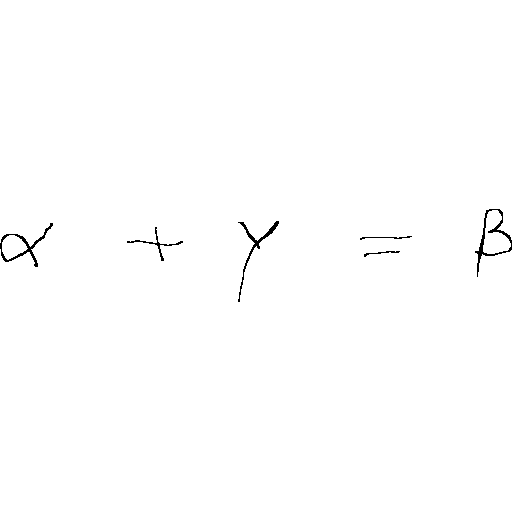 α + γ = β